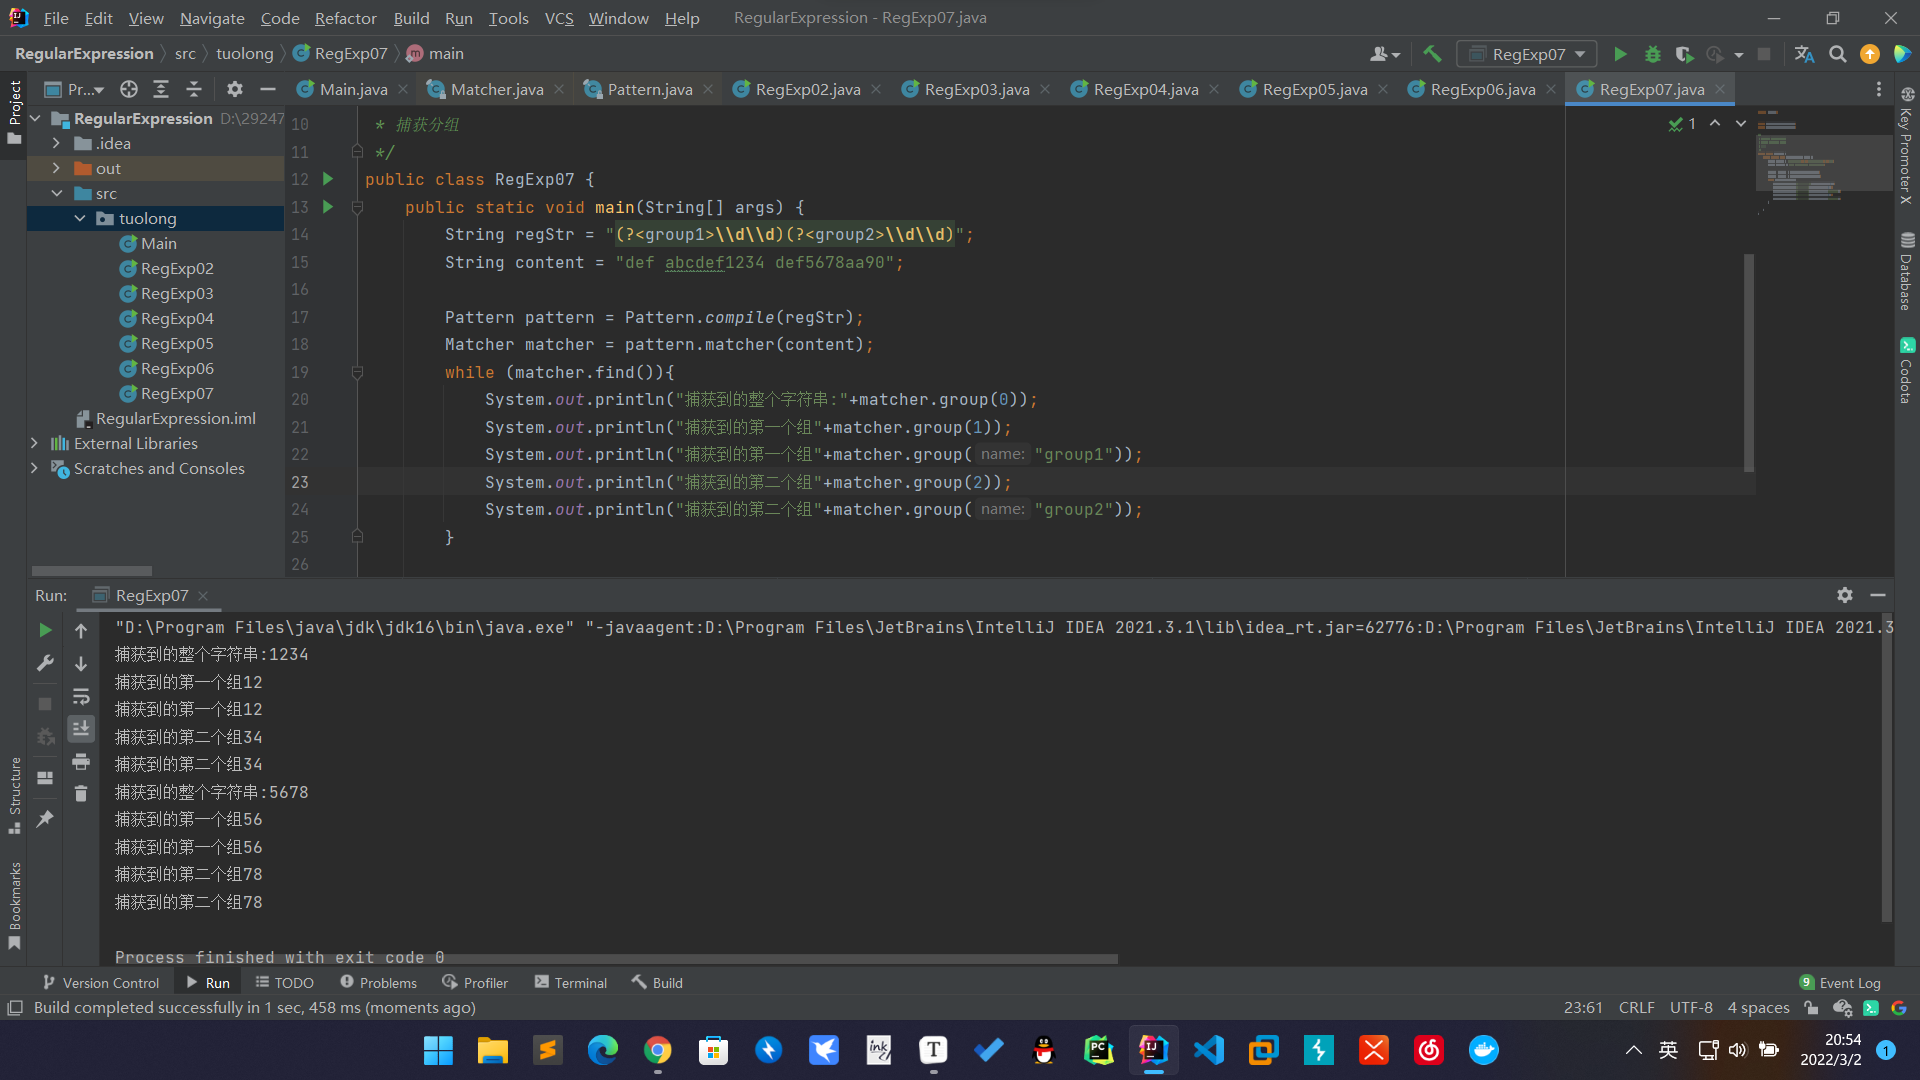 File Edit View Navigate Code Refactor Build Run Tools VCS Window Help RegularExpression - RegExp07.java
RegularExpression src tuolong RegExp07 main
RegExp07
Project
Pr...
Main.java Matcher.java Pattern.java RegExp02.java RegExp03.java RegExp04.java RegExp05.java RegExp06.java RegExp07.java
RegularExpression D:\29247
.idea
out
src
tuolong
Main
RegExp02
RegExp03
RegExp04
RegExp05
RegExp06
RegExp07
RegularExpression.iml
External Libraries
Scratches and Consoles
10 * 捕获分组
11 */
12 public class RegExp07 {
13 public static void main(String[] args) {
14 String regStr = "(?<group1>\\d\\d)(?<group2>\\d\\d)";
15 String content = "def abcdef1234 def5678aa90";
16
17 Pattern pattern = Pattern.compile(regStr);
18 Matcher matcher = pattern.matcher(content);
19 while (matcher.find()){
20 System.out.println("捕获到的整个字符串:"+matcher.group(0));
21 System.out.println("捕获到的第一个组"+matcher.group(1));
22 System.out.println("捕获到的第一个组"+matcher.group( name: "group1"));
23 System.out.println("捕获到的第二个组"+matcher.group(2));
24 System.out.println("捕获到的第二个组"+matcher.group( name: "group2"));
25 }
26
1
Key Promoter X
Database
Codota
Run: RegExp07
"D:\Program Files\java\jdk\jdk16\bin\java.exe" "-javaagent:D:\Program Files\JetBrains\IntelliJ IDEA 2021.3.1\lib\idea_rt.jar=62776:D:\Program Files\JetBrains\IntelliJ IDEA 2021.3
捕获到的整个字符串:1234
捕获到的第一个组12
捕获到的第一个组12
捕获到的第二个组34
捕获到的第二个组34
捕获到的整个字符串:5678
捕获到的第一个组56
捕获到的第一个组56
捕获到的第二个组78
捕获到的第二个组78
Process finished with exit code 0
Structure
Bookmarks
Version Control Run TODO Problems Profiler Terminal Build 9 Event Log
Build completed successfully in 1 sec, 458 ms (moments ago) 23:61 CRLF UTF-8 4 spaces
ink T PC IJ
英
20:54
2022/3/2
1